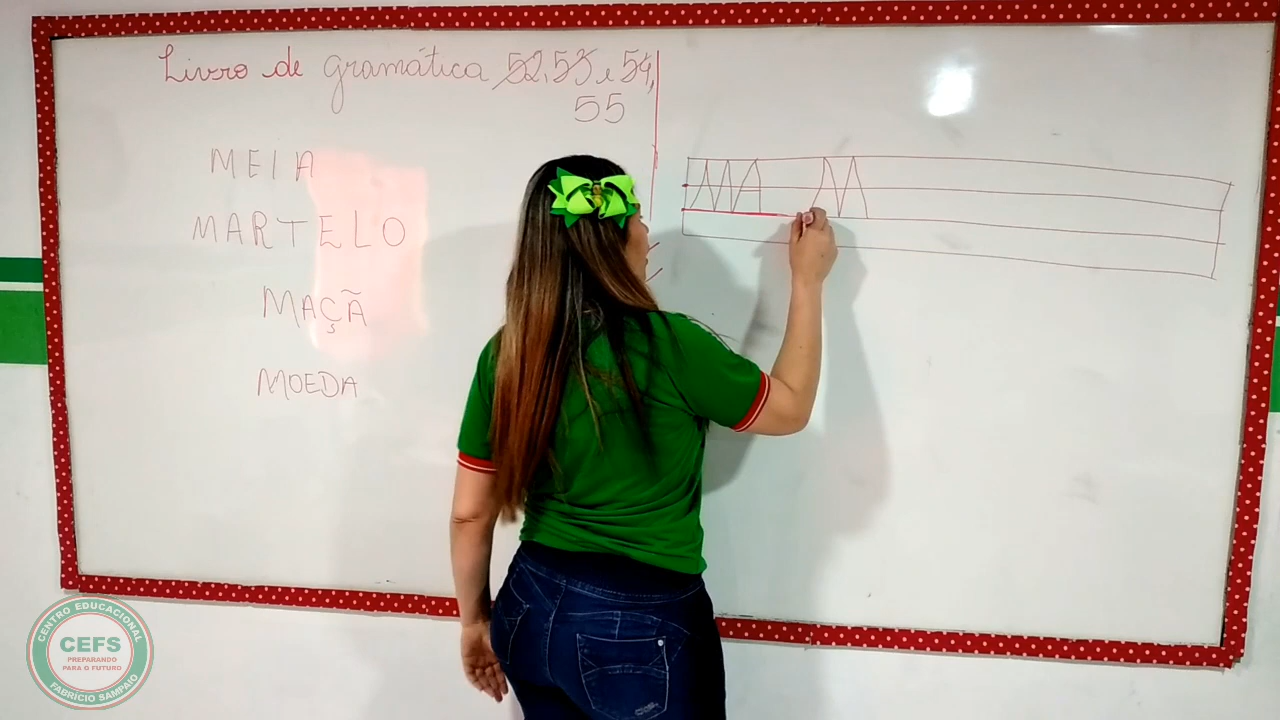 Livro de gramática 52, 53 e 54,
55
MEIA
MARTELO
MAÇÃ
MOEDA
MA M
CENTRO EDUCACIONAL
CEFS
PREPARANDO
PARA O FUTURO
FABRICIO SAMPAIO